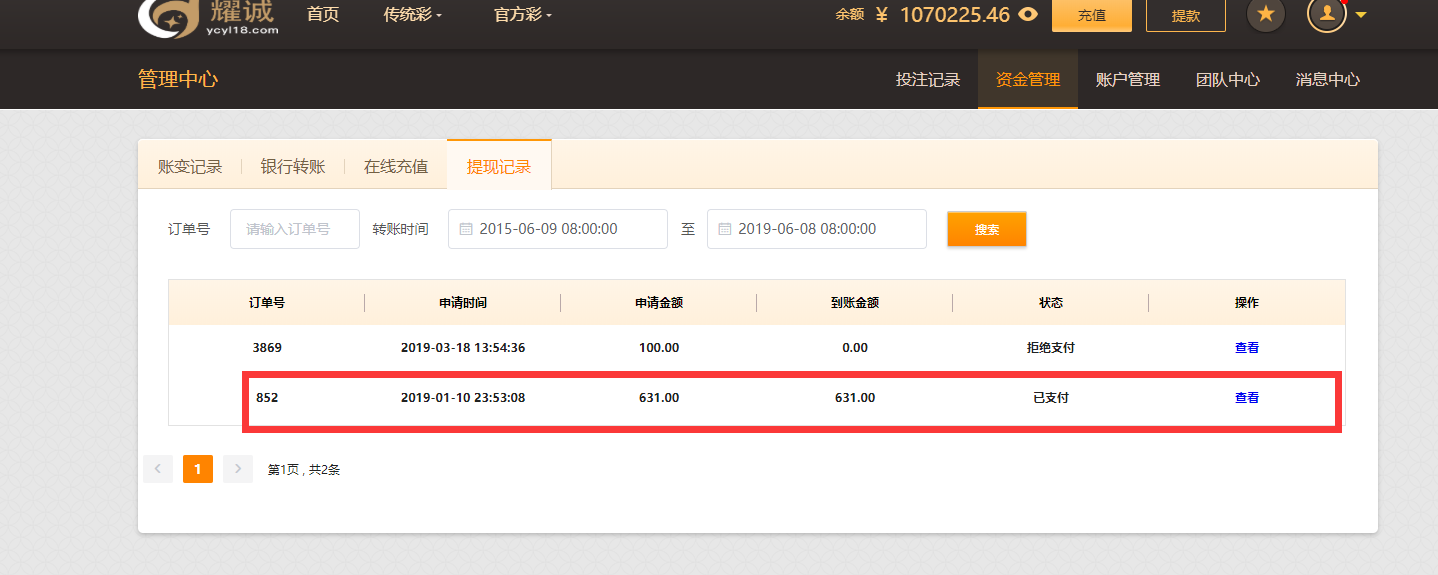 耀诚
ycyl18.com
首页 传统彩 官方彩 余额 ¥ 1070225.46 充值 提款
管理中心 投注记录 资金管理 账户管理 团队中心 消息中心
账变记录 银行转账 在线充值 提现记录
订单号 请输入订单号 转账时间 2015-06-09 08:00:00 至 2019-06-08 08:00:00 搜索
订单号 申请时间 申请金额 到账金额 状态 操作
3869 2019-03-18 13:54:36 100.00 0.00 拒绝支付 查看
852 2019-01-10 23:53:08 631.00 631.00 已支付 查看
< 1 > 第1页 , 共2条